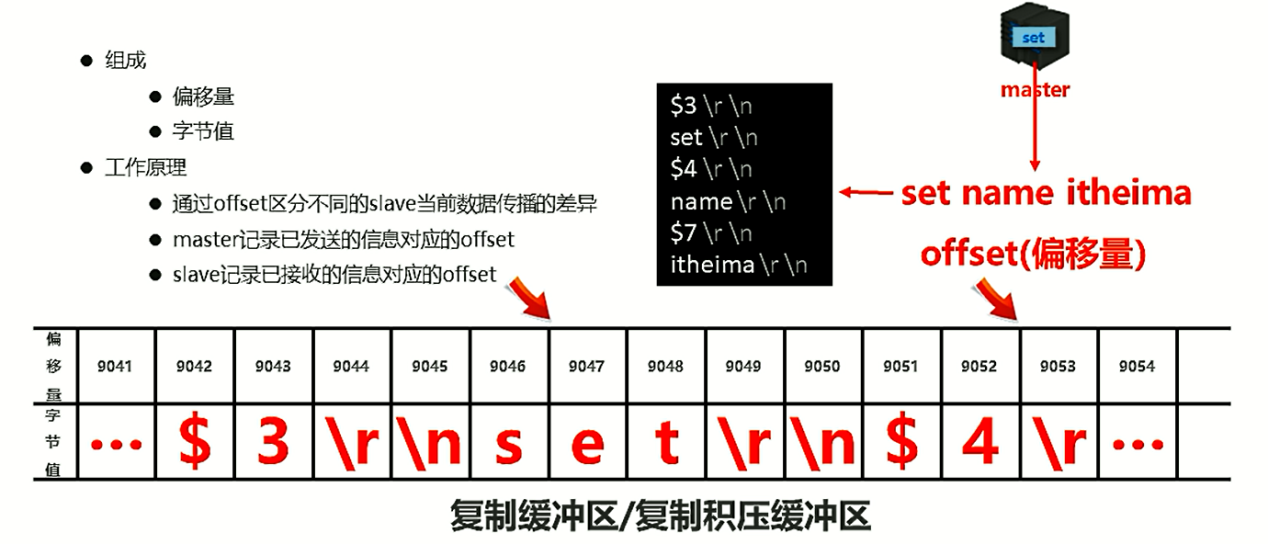 ● 组成
● 偏移量
● 字节值
● 工作原理
● 通过offset区分不同的slave当前数据传播的差异
● master记录已发送的信息对应的offset
● slave记录已接收的信息对应的offset
$3 \r \n
set \r \n
$4 \r \n
name \r \n
$7 \r \n
itheima \r \n
set
master
set name itheima
offset(偏移量)
偏移量 9041 9042 9043 9044 9045 9046 9047 9048 9049 9050 9051 9052 9053 9054
字节值 ... $ 3 \r \n s e t \r \n $ 4 \r ...
复制缓冲区/复制积压缓冲区